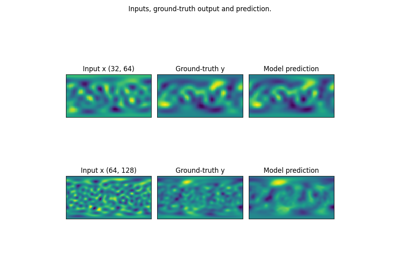 Inputs, ground-truth output and prediction.
Input x (32, 64) Ground-truth y Model prediction
Input x (64, 128) Ground-truth y Model prediction